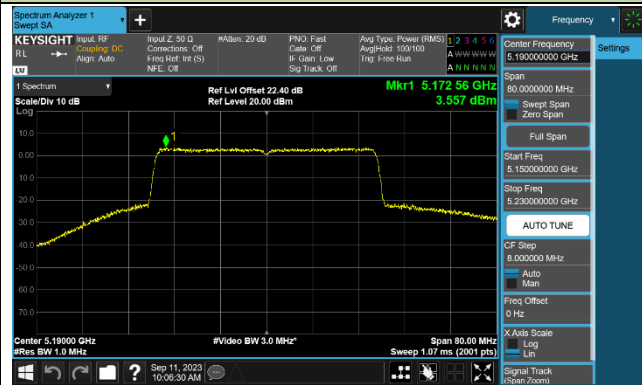 Spectrum Analyzer 1
Swept SA
Frequency
KEYSIGHT
Input: RF
Input Z: 50 Ω
#Atten: 20 dB
PNO: Fast
Avg Type: Power (RMS)
1 2 3 4 5 6
RL
Coupling: DC
Corrections: Off
Gate: Off
Avg|Hold: 100/100
A W W W W W
Align: Auto
Freq Ref: Int (S)
IF Gain: Low
Trig: Free Run
NFE: Off
Sig Track: Off
A N N N N N
LXI
1 Spectrum
Scale/Div 10 dB
Ref Lvl Offset 22.40 dB
Ref Level 20.00 dBm
Mkr1 5.172 56 GHz
3.557 dBm
Log
10.0
0.00
-10.0
-20.0
-30.0
-40.0
-50.0
-60.0
-70.0
1
Center 5.19000 GHz
#Video BW 3.0 MHz*
Span 80.00 MHz
#Res BW 1.0 MHz
Sweep 1.07 ms (2001 pts)
Sep 11, 2023
10:06:30 AM
Center Frequency
5.190000000 GHz
Settings
Span
80.0000000 MHz
Swept Span
Zero Span
Full Span
Start Freq
5.150000000 GHz
Stop Freq
5.230000000 GHz
AUTO TUNE
CF Step
8.000000 MHz
Auto
Man
Freq Offset
0 Hz
X Axis Scale
Log
Lin
Signal Track
(Span Zoom)